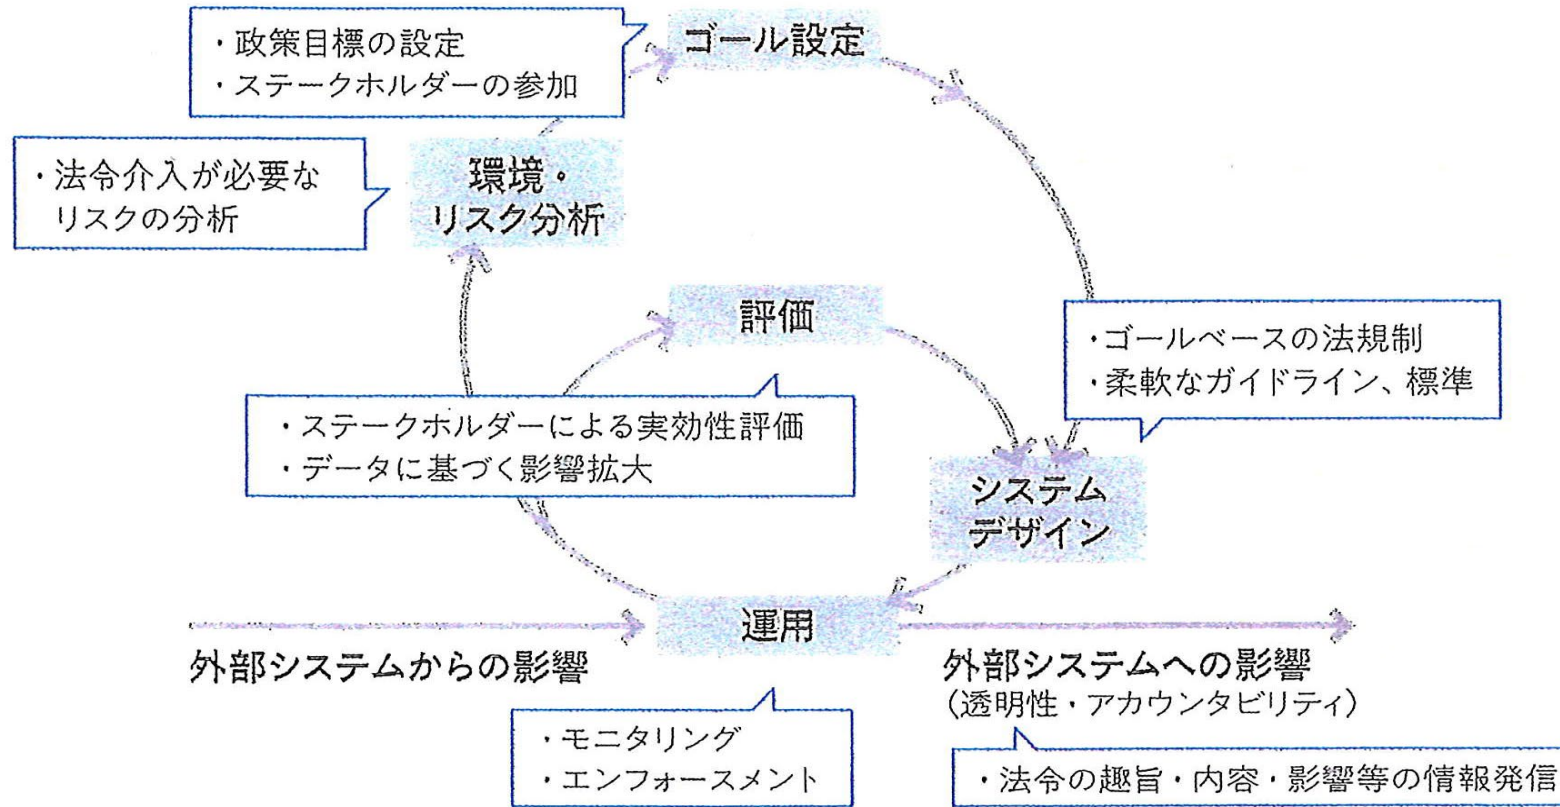 ・政策目標の設定
・ステークホルダーの参加
ゴール設定
・法令介入が必要な
リスクの分析
環境・
リスク分析
評価
・ゴールベースの法規制
・柔軟なガイドライン、標準
・ステークホルダーによる実効性評価
・データに基づく影響拡大
システム
デザイン
運用
外部システムからの影響
外部システムへの影響
（透明性・アカウンタビリティ）
・モニタリング
・エンフォースメント
・法令の趣旨・内容・影響等の情報発信